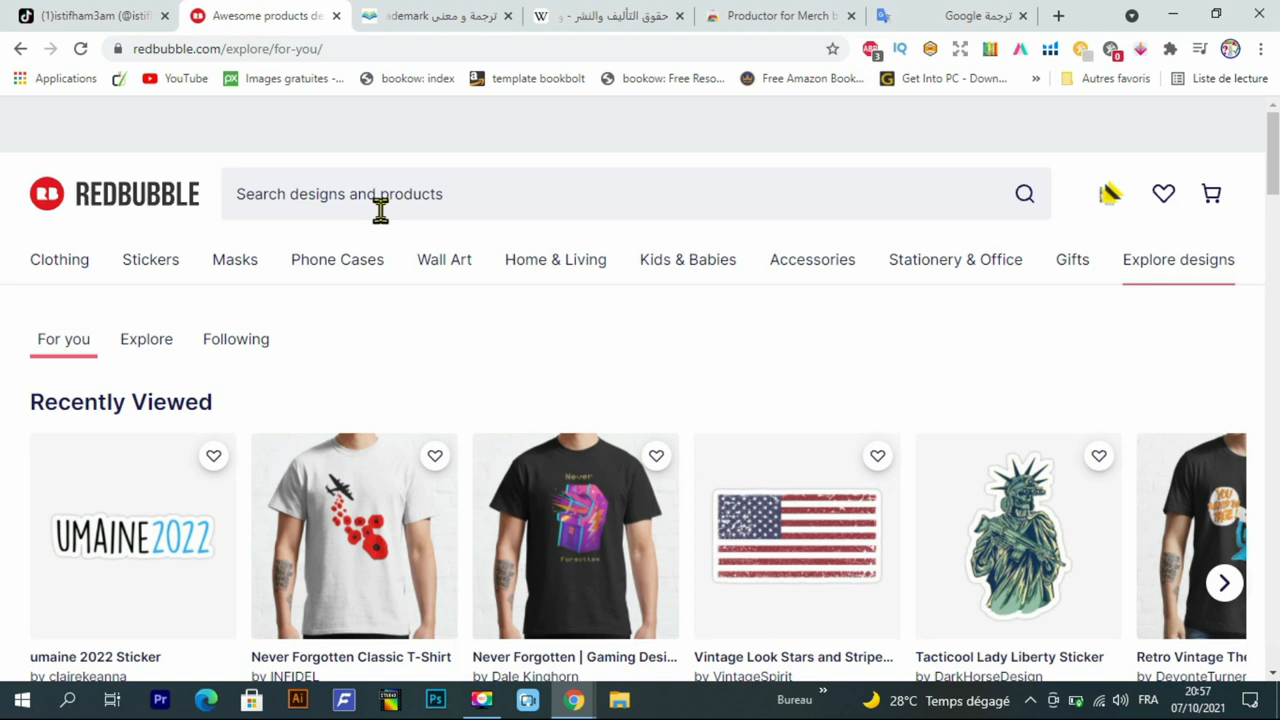 (1)istifham3am (@istif
Awesome products de
ademark ترجمة و معنى
حقوق التأليف والنشر - و
Productor for Merch b
ترجمة Google
redbubble.com/explore/for-you/
Applications
YouTube
Images gratuites -...
bookow: index
template bookbolt
bookow: Free Reso...
Free Amazon Book...
Get Into PC - Down...
Autres favoris
Liste de lecture
REDBUBBLE
Search designs and products
Clothing Stickers Masks Phone Cases Wall Art Home & Living Kids & Babies Accessories Stationery & Office Gifts Explore designs
For you Explore Following
Recently Viewed
UMAINE2022
Never
Forgotten
umaine 2022 Sticker
by clairekeanna
Never Forgotten Classic T-Shirt
by INFIDEL
Never Forgotten | Gaming Desi...
by Dale Kinghorn
Vintage Look Stars and Stripe...
by VintageSpirit
Tacticool Lady Liberty Sticker
by DarkHorseDesign
Retro Vintage The
by DevonteTurner
Bureau
28°C Temps dégagé
FRA
20:57
07/10/2021